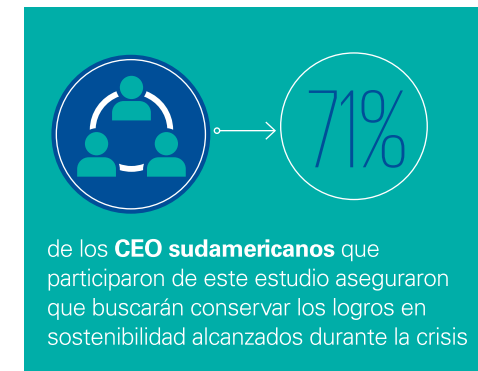 71%
de los CEO sudamericanos que
participaron de este estudio aseguraron
que buscarán conservar los logros en
sostenibilidad alcanzados durante la crisis